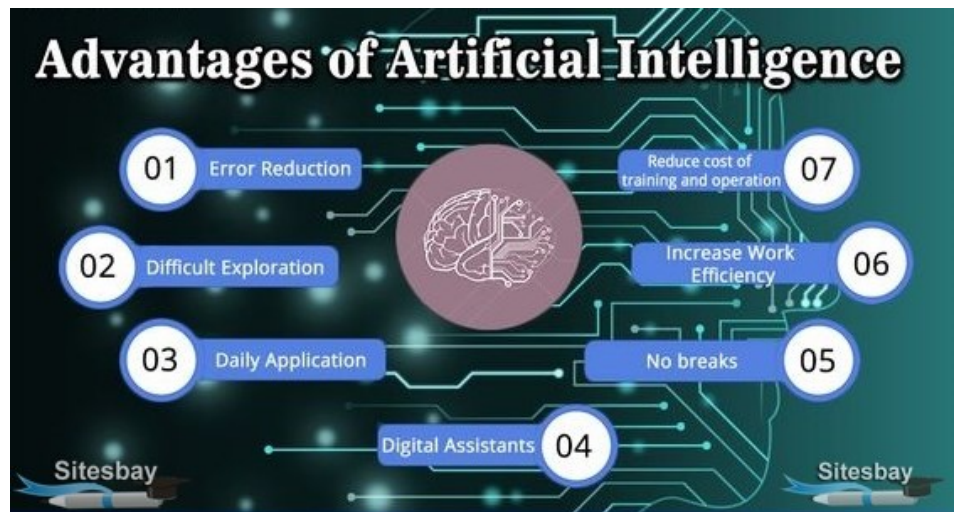 Advantages of Artificial Intelligence
01
Error Reduction
02
Difficult Exploration
03
Daily Application
Digital Assistants
04
No breaks
05
Increase Work
Efficiency
06
Reduce cost of
training and operation
07
Sitesbay
Sitesbay